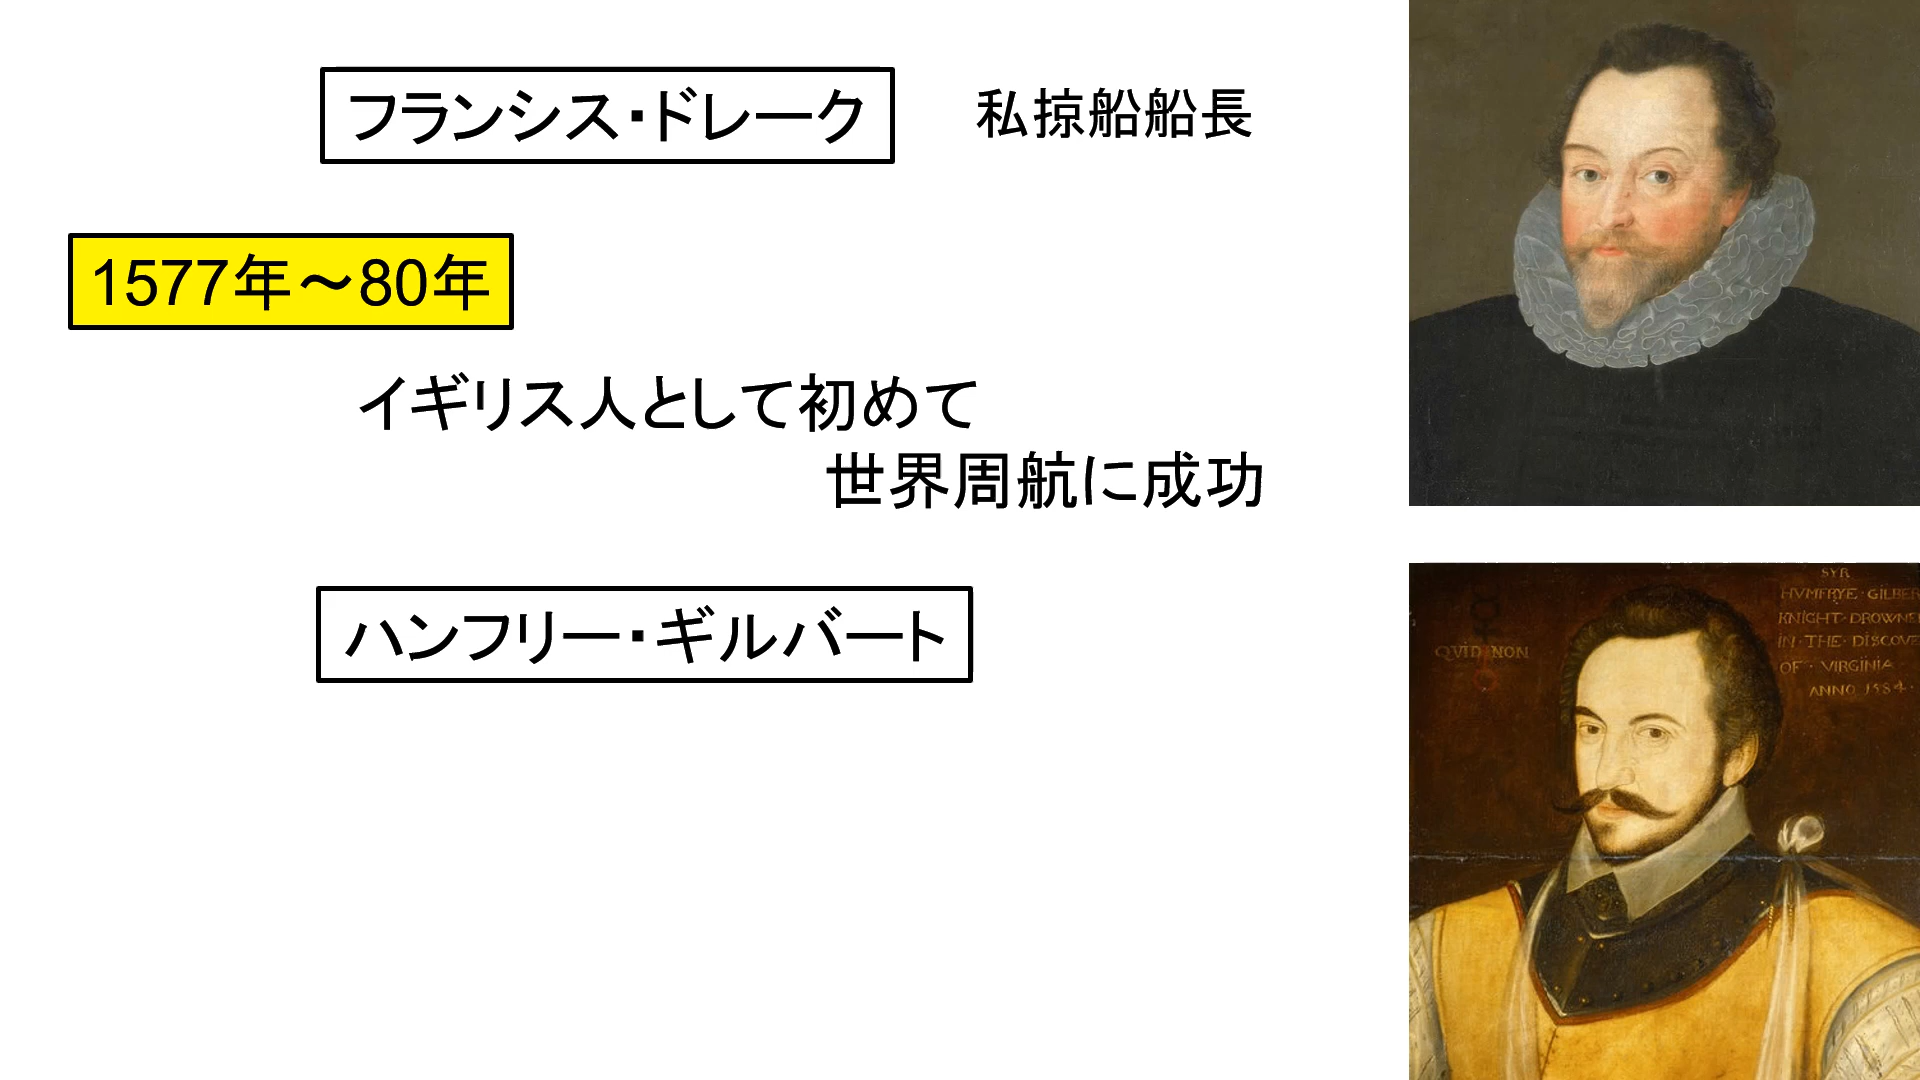 フランシス・ドレーク
私掠船船長
1577年～80年
イギリス人として初めて
世界周航に成功
ハンフリー・ギルバート
QVID NON
SYR
HVMFRYE · GILBER
KNIGHT · DROWNE
IN · THE · DISCOVE
OF · VIRGINIA
ANNO 1584 ·